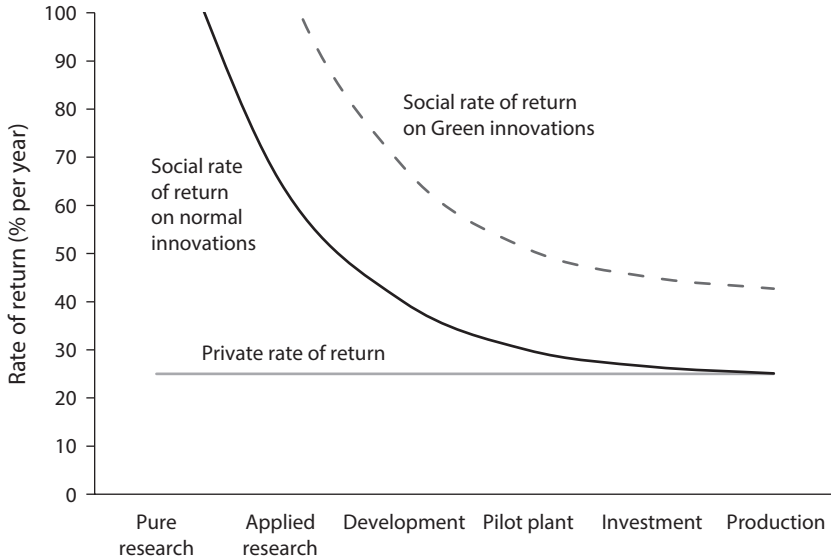 100
90
80
70
60
50
40
30
20
10
0
Rate of return (% per year)
Social rate of return
on Green innovations
Social rate
of return
on normal
innovations
Private rate of return
Pure
research
Applied
research
Development
Pilot plant
Investment
Production